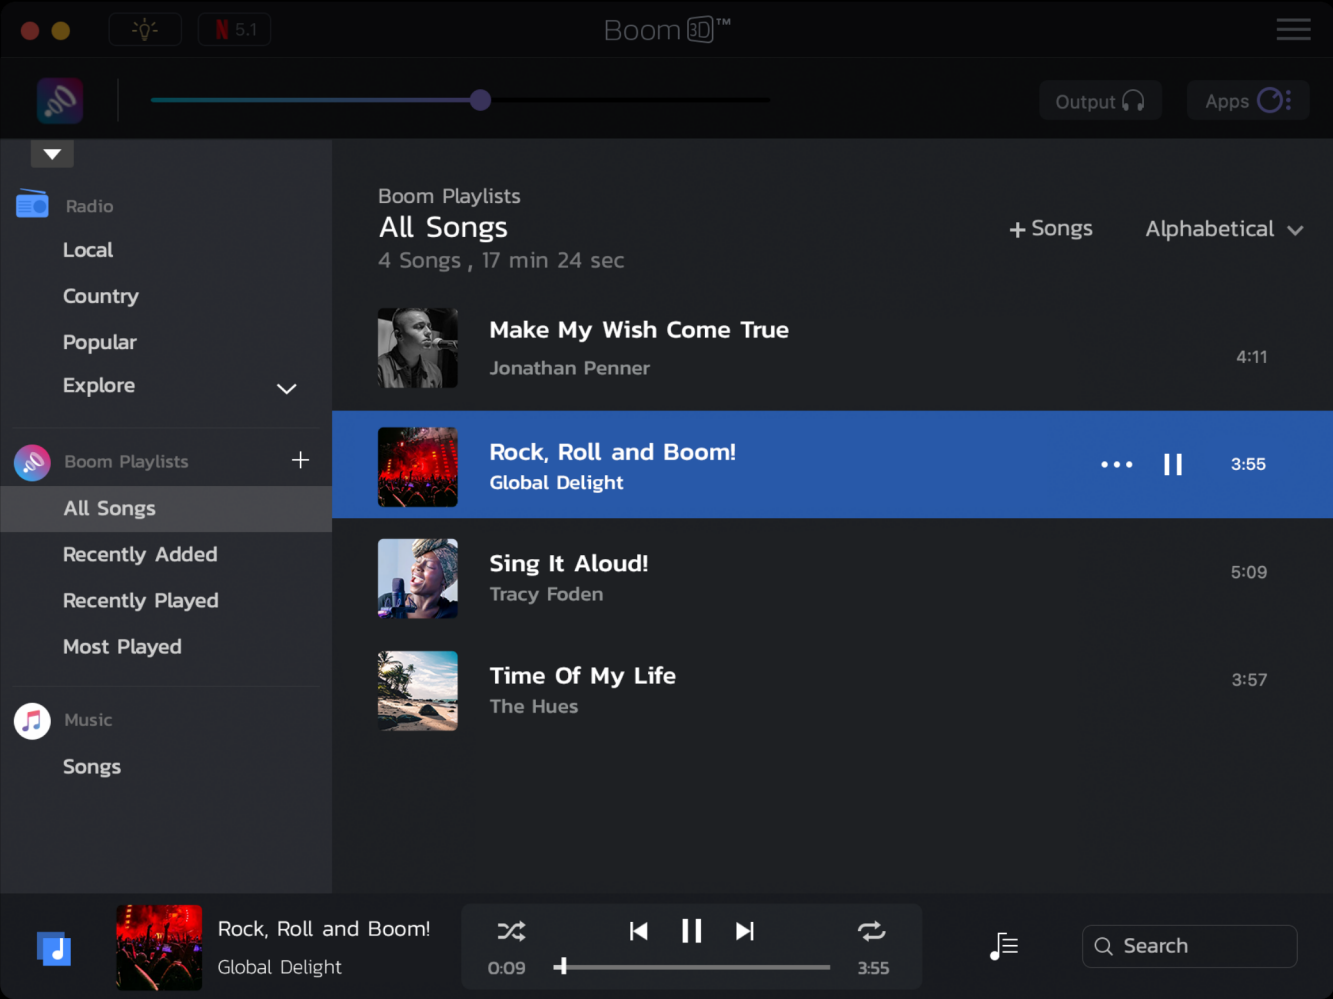 N 5.1
Boom 3D™
Output
Apps
Radio
Local
Country
Popular
Explore
Boom Playlists
All Songs
Recently Added
Recently Played
Most Played
Music
Songs
Boom Playlists
All Songs
4 Songs , 17 min 24 sec
+ Songs
Alphabetical
Make My Wish Come True
Jonathan Penner
4:11
Rock, Roll and Boom!
Global Delight
3:55
Sing It Aloud!
Tracy Foden
5:09
Time Of My Life
The Hues
3:57
Rock, Roll and Boom!
Global Delight
0:09
3:55
Search